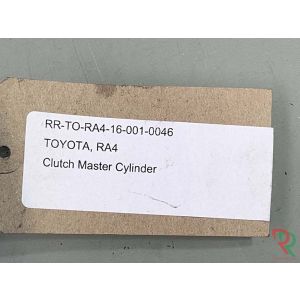 RR-TO-RA4-16-001-0046
TOYOTA, RA4
Clutch Master Cylinder